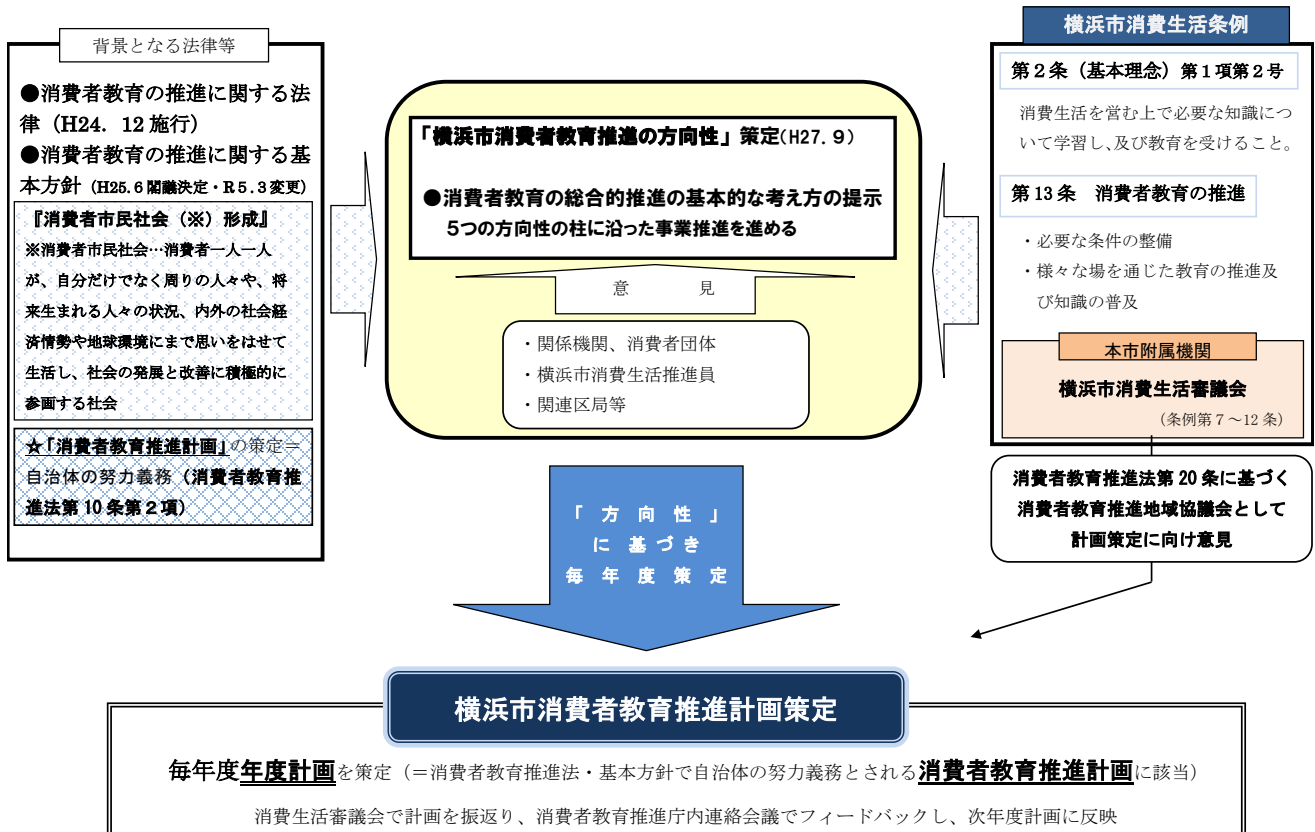 背景となる法律等
●消費者教育の推進に関する法
律（H24．12 施行）
●消費者教育の推進に関する基
本方針（H25.6 閣議決定・R５.３変更）
『消費者市民社会（※）形成』
※消費者市民社会…消費者一人一人
が、自分だけでなく周りの人々や、将
来生まれる人々の状況、内外の社会経
済情勢や地球環境にまで思いをはせて
生活し、社会の発展と改善に積極的に
参画する社会
☆「消費者教育推進計画」の策定＝
自治体の努力義務（消費者教育推
進法第 10 条第２項）
「横浜市消費者教育推進の方向性」策定(H27.９)
●消費者教育の総合的推進の基本的な考え方の提示
５つの方向性の柱に沿った事業推進を進める
意　見
・関係機関、消費者団体
・横浜市消費生活推進員
・関連区局等
横浜市消費生活条例
第２条（基本理念）第１項第２号
消費生活を営む上で必要な知識につ
いて学習し、及び教育を受けること。
第 13 条　消費者教育の推進
・必要な条件の整備
・様々な場を通じた教育の推進及
び知識の普及
本市附属機関
横浜市消費生活審議会
（条例第７～12 条）
消費者教育推進法第 20 条に基づく
消費者教育推進地域協議会として
計画策定に向け意見
「方向性」
に基づき
毎年度策定
横浜市消費者教育推進計画策定
毎年度年度計画を策定（＝消費者教育推進法・基本方針で自治体の努力義務とされる消費者教育推進計画に該当）
消費生活審議会で計画を振返り、消費者教育推進庁内連絡会議でフィードバックし、次年度計画に反映